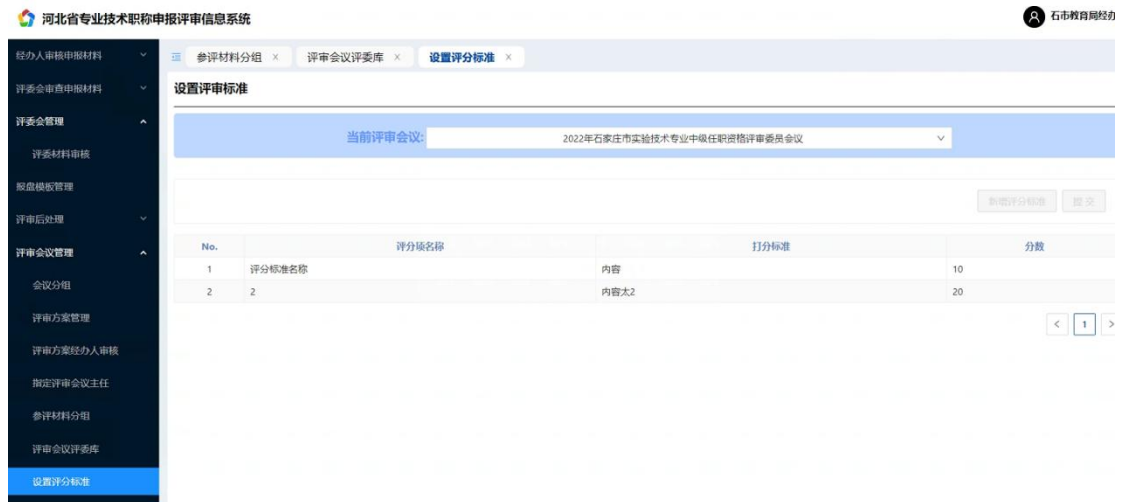 河北省专业技术职称申报评审信息系统
石市教育局经办
经办人审核申报材料
参评材料分组 ×
评审会议评委库 ×
设置评分标准 ×
评委会审查申报材料
设置评审标准
评委会管理
当前评审会议:
2022年石家庄市实验技术专业中级任职资格评审委员会议
评委材料审核
报盘模板管理
新增评分标准
提 交
评审后处理
No. 评分项名称 打分标准 分数
评审会议管理
1 评分标准名称 内容 10
会议分组
2 2 内容太2 20
评审方案管理
< 1 >
评审方案经办人审核
指定评审会议主任
参评材料分组
评审会议评委库
设置评分标准